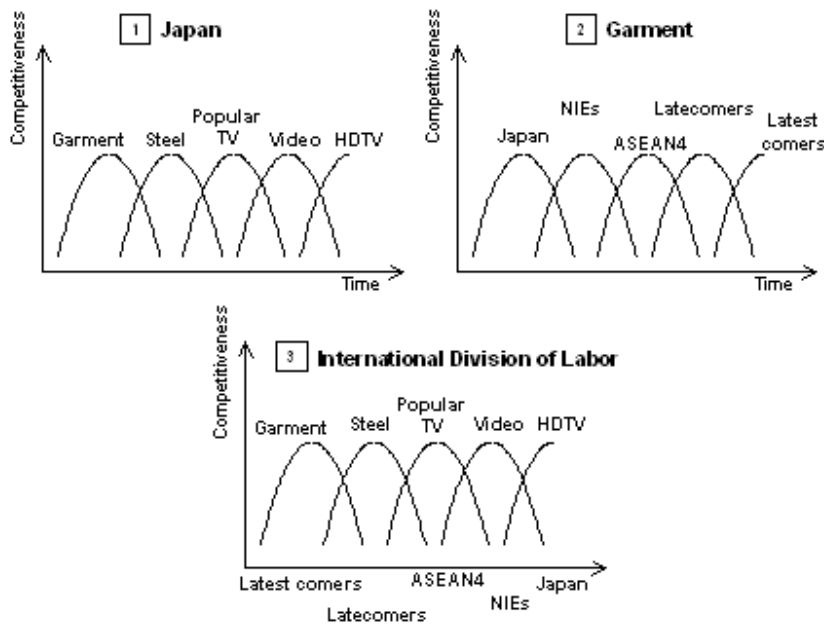 1 Japan
Competitiveness
Garment Steel Popular TV Video HDTV
Time
2 Garment
Competitiveness
Japan NIEs ASEAN4 Latecomers Latest comers
Time
3 International Division of Labor
Competitiveness
Garment Steel Popular TV Video HDTV
Latest comers Latecomers ASEAN4 NIEs Japan